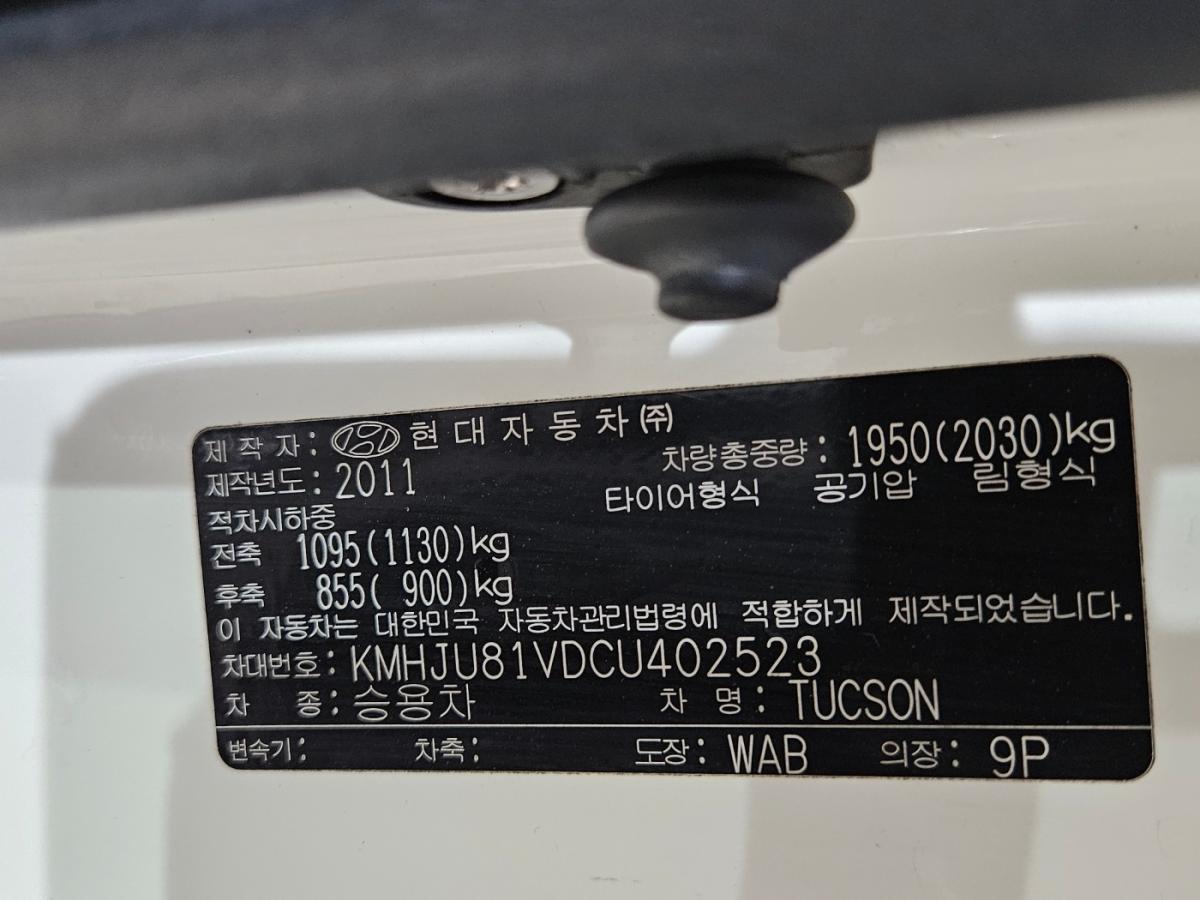 제 작 자 : 현 대 자 동 차 ㈜
제작년도 : 2011
차량총중량 : 1950(2030)kg
타이어형식 공기압 림형식
적차시하중
전축 1095(1130)kg
후축 855( 900)kg
이 자동차는 대한민국 자동차관리법령에 적합하게 제작되었습니다.
차대번호 : KMHJU81VDCU402523
차 종 : 승용차 차 명 : TUCSON
변속기 : 차축 : 도장 : WAB 의장 : 9P